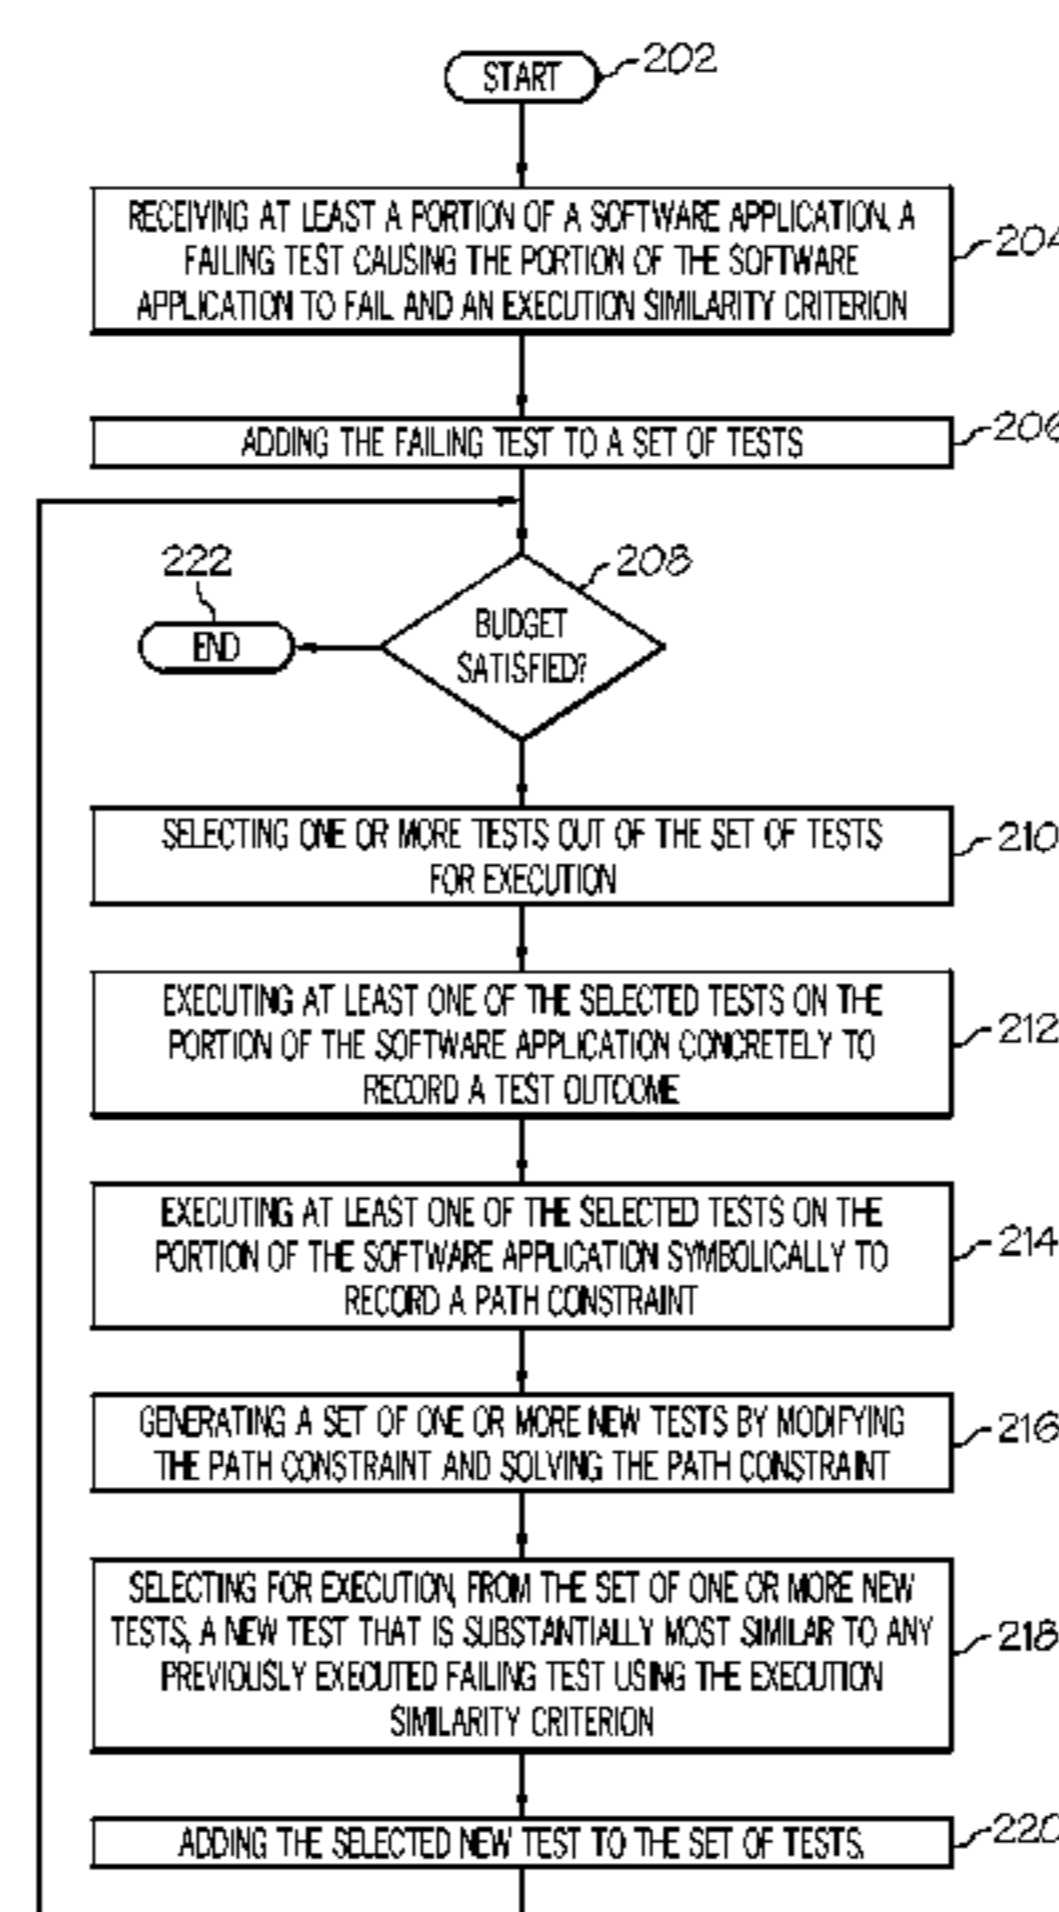 START
202
RECEIVING AT LEAST A PORTION OF A SOFTWARE APPLICATION, A
FAILING TEST CAUSING THE PORTION OF THE SOFTWARE
APPLICATION TO FAIL AND AN EXECUTION SIMILARITY CRITERION
204
ADDING THE FAILING TEST TO A SET OF TESTS
206
222
208
END
BUDGET
SATISFIED?
SELECTING ONE OR MORE TESTS OUT OF THE SET OF TESTS
FOR EXECUTION
210
EXECUTING AT LEAST ONE OF THE SELECTED TESTS ON THE
PORTION OF THE SOFTWARE APPLICATION CONCRETELY TO
RECORD A TEST OUTCOME
212
EXECUTING AT LEAST ONE OF THE SELECTED TESTS ON THE
PORTION OF THE SOFTWARE APPLICATION SYMBOLICALLY TO
RECORD A PATH CONSTRAINT
214
GENERATING A SET OF ONE OR MORE NEW TESTS BY MODIFYING
THE PATH CONSTRAINT AND SOLVING THE PATH CONSTRAINT
216
SELECTING FOR EXECUTION, FROM THE SET OF ONE OR MORE NEW
TESTS, A NEW TEST THAT IS SUBSTANTIALLY MOST SIMILAR TO ANY
PREVIOUSLY EXECUTED FAILING TEST USING THE EXECUTION
SIMILARITY CRITERION
218
ADDING THE SELECTED NEW TEST TO THE SET OF TESTS.
220